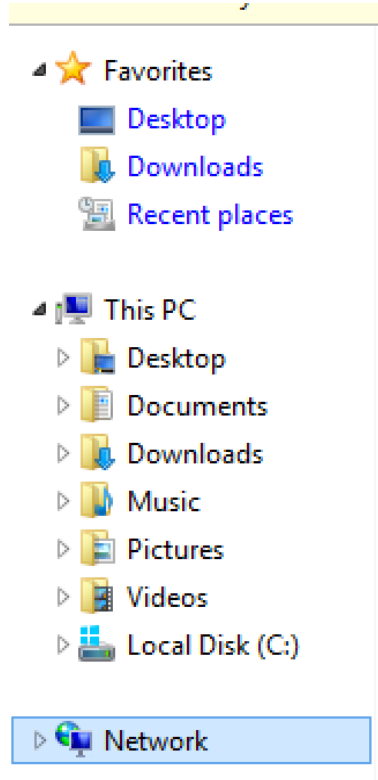 Favorites
Desktop
Downloads
Recent places
This PC
Desktop
Documents
Downloads
Music
Pictures
Videos
Local Disk (C:)
Network